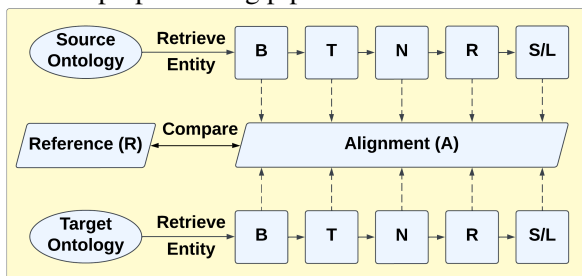 Source
Ontology
Retrieve
Entity
B
T
N
R
S/L
Reference (R)
Compare
Alignment (A)
Target
Ontology
Retrieve
Entity
B
T
N
R
S/L